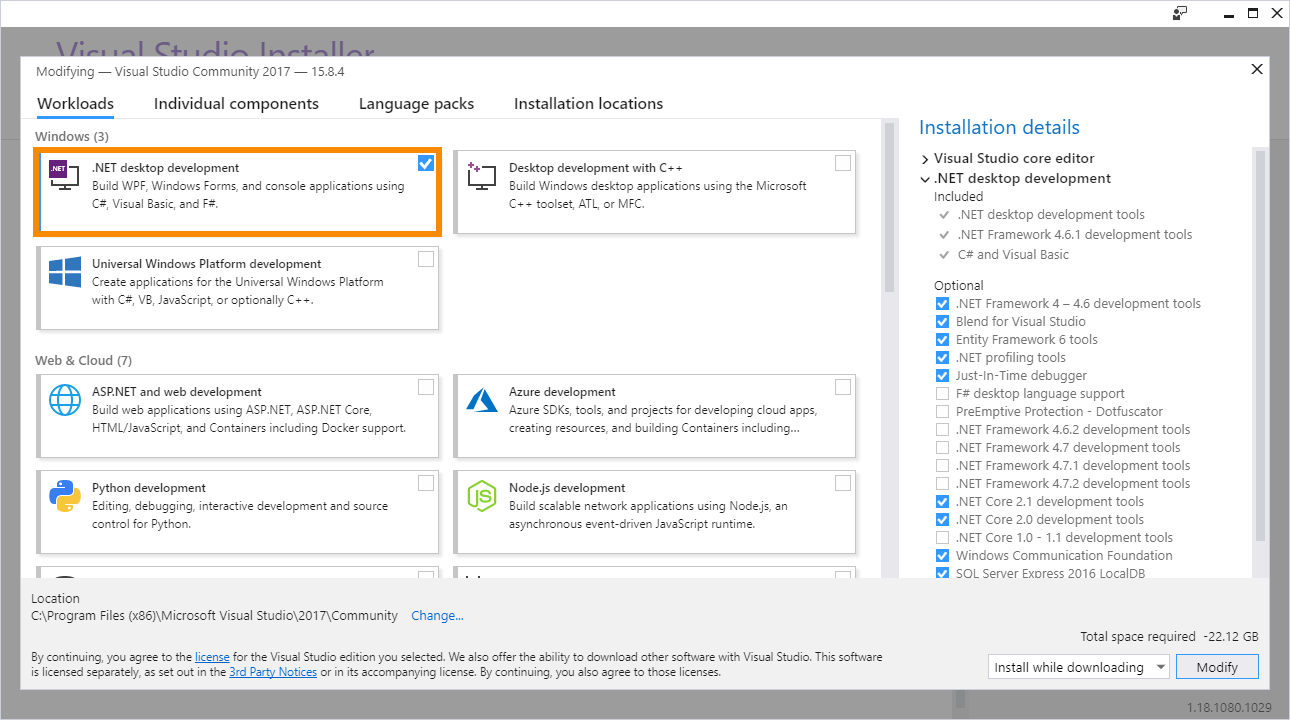 Visual Studio Installer
Modifying — Visual Studio Community 2017 — 15.8.4
Workloads
Individual components
Language packs
Installation locations
Windows (3)
.NET
.NET desktop development
Build WPF, Windows Forms, and console applications using
C#, Visual Basic, and F#.
Desktop development with C++
Build Windows desktop applications using the Microsoft
C++ toolset, ATL, or MFC.
Universal Windows Platform development
Create applications for the Universal Windows Platform
with C#, VB, JavaScript, or optionally C++.
Web & Cloud (7)
ASP.NET and web development
Build web applications using ASP.NET, ASP.NET Core,
HTML/JavaScript, and Containers including Docker support.
Azure development
Azure SDKs, tools, and projects for developing cloud apps,
creating resources, and building Containers including...
Python development
Editing, debugging, interactive development and source
control for Python.
JS
Node.js development
Build scalable network applications using Node.js, an
asynchronous event-driven JavaScript runtime.
Installation details
Visual Studio core editor
.NET desktop development
Included
.NET desktop development tools
.NET Framework 4.6.1 development tools
C# and Visual Basic
Optional
.NET Framework 4 – 4.6 development tools
Blend for Visual Studio
Entity Framework 6 tools
.NET profiling tools
Just-In-Time debugger
F# desktop language support
PreEmptive Protection - Dotfuscator
.NET Framework 4.6.2 development tools
.NET Framework 4.7 development tools
.NET Framework 4.7.1 development tools
.NET Framework 4.7.2 development tools
.NET Core 2.1 development tools
.NET Core 2.0 development tools
.NET Core 1.0 - 1.1 development tools
Windows Communication Foundation
SQL Server Express 2016 LocalDB
Location
C:\Program Files (x86)\Microsoft Visual Studio\2017\Community Change...
Total space required -22.12 GB
By continuing, you agree to the license for the Visual Studio edition you selected. We also offer the ability to download other software with Visual Studio. This software
is licensed separately, as set out in the 3rd Party Notices or in its accompanying license. By continuing, you also agree to those licenses.
Install while downloading
Modify
1.18.1080.1029